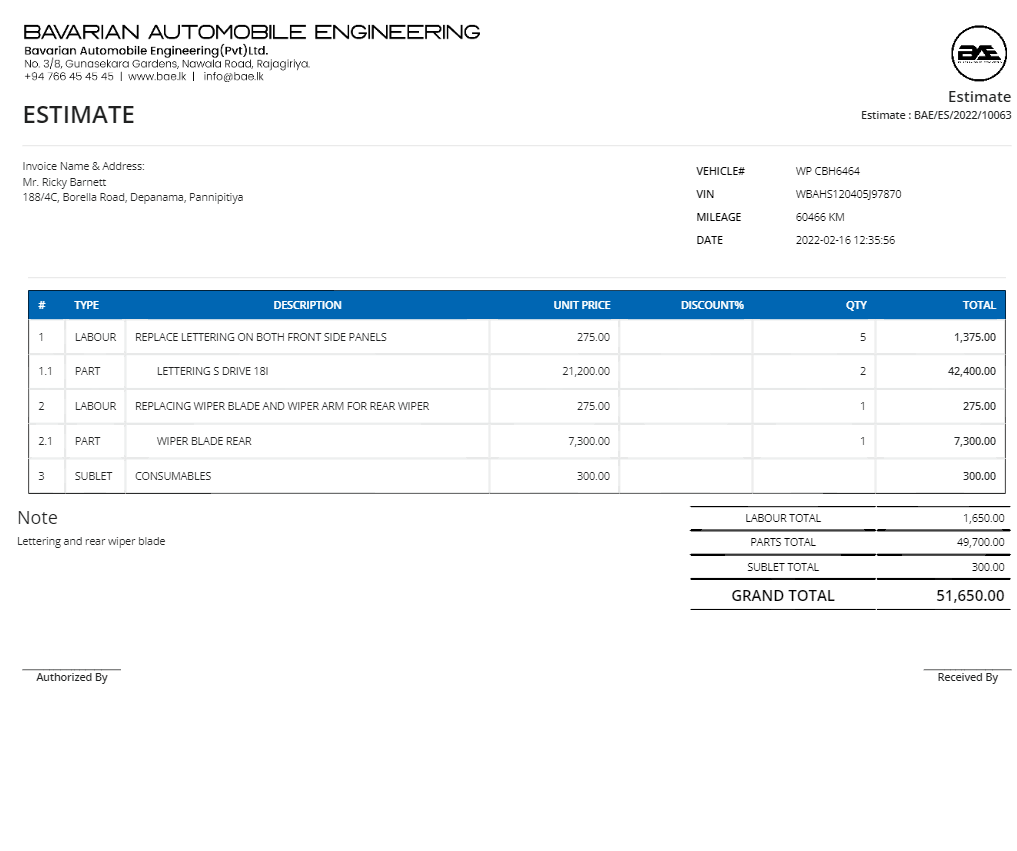 BAVARIAN AUTOMOBILE ENGINEERING
Bavarian Automobile Engineering(Pvt)Ltd.
No. 3/8, Gunasekara Gardens, Nawala Road, Rajagiriya.
+94 766 45 45 45 | www.bae.lk | info@bae.lk
BAE
Estimate
ESTIMATE
Estimate : BAE/ES/2022/10063
Invoice Name & Address:
Mr. Ricky Barnett
188/4C, Borella Road, Depanama, Pannipitiya
VEHICLE# WP CBH6464
VIN WBAHS120405J97870
MILEAGE 60466 KM
DATE 2022-02-16 12:35:56
# TYPE DESCRIPTION UNIT PRICE DISCOUNT% QTY TOTAL
1 LABOUR REPLACE LETTERING ON BOTH FRONT SIDE PANELS 275.00 5 1,375.00
1.1 PART LETTERING S DRIVE 18I 21,200.00 2 42,400.00
2 LABOUR REPLACING WIPER BLADE AND WIPER ARM FOR REAR WIPER 275.00 1 275.00
2.1 PART WIPER BLADE REAR 7,300.00 1 7,300.00
3 SUBLET CONSUMABLES 300.00 300.00
Note
Lettering and rear wiper blade
LABOUR TOTAL 1,650.00
PARTS TOTAL 49,700.00
SUBLET TOTAL 300.00
GRAND TOTAL 51,650.00
Authorized By
Received By